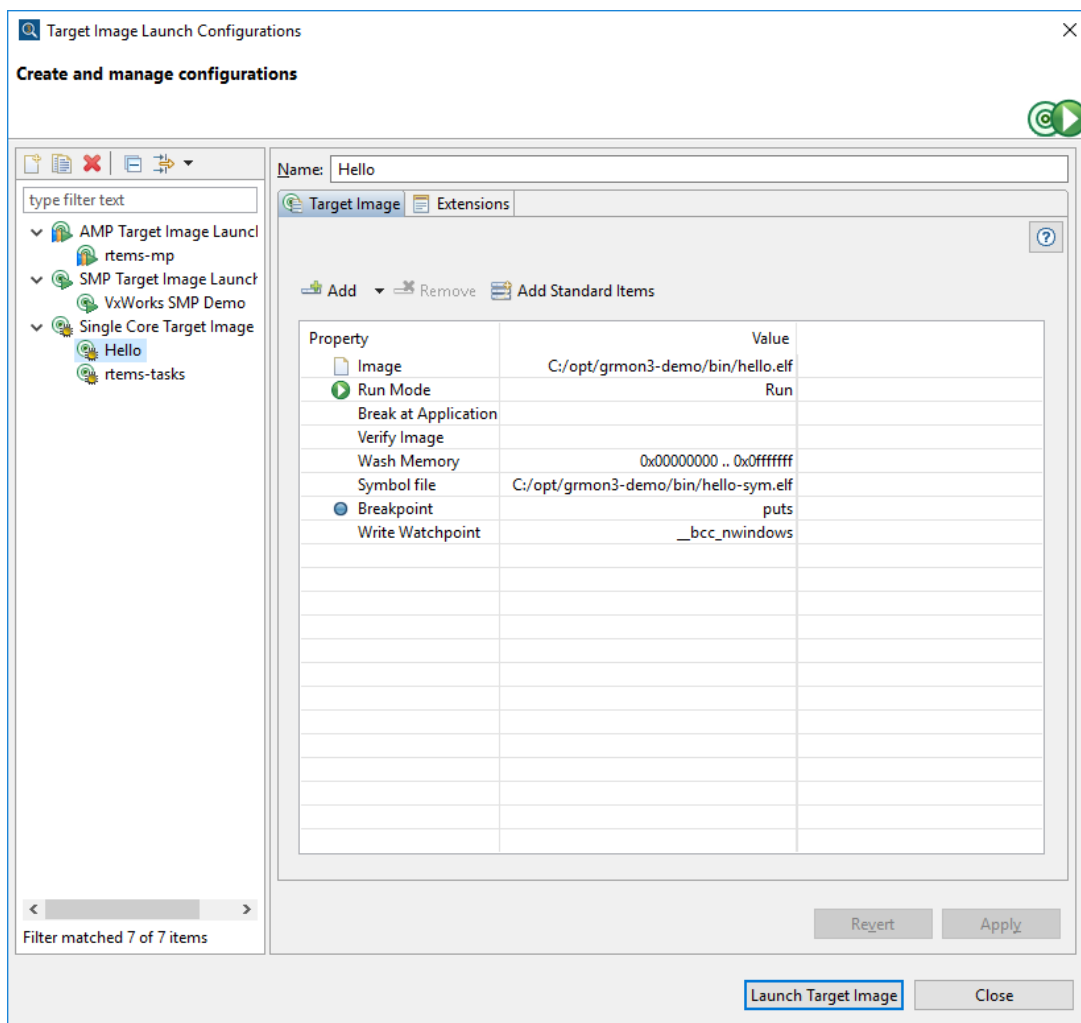 Target Image Launch Configurations
Create and manage configurations
type filter text
AMP Target Image Launcl
rtems-mp
SMP Target Image Launch
VxWorks SMP Demo
Single Core Target Image
Hello
rtems-tasks
Filter matched 7 of 7 items
Name: Hello
Target Image Extensions
Add Remove Add Standard Items
Property Value
Image C:/opt/grmon3-demo/bin/hello.elf
Run Mode Run
Break at Application
Verify Image
Wash Memory 0x00000000 .. 0x0fffffff
Symbol file C:/opt/grmon3-demo/bin/hello-sym.elf
Breakpoint puts
Write Watchpoint __bcc_nwindows
Revert Apply
Launch Target Image Close